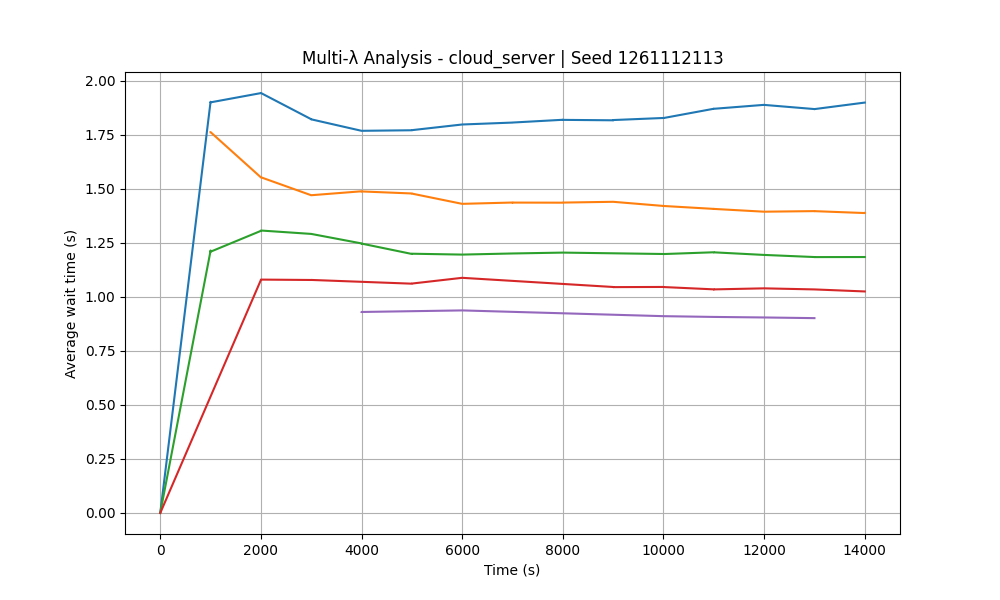 Multi-λ Analysis - cloud_server | Seed 1261112113
Average wait time (s)
2.00
1.75
1.50
1.25
1.00
0.75
0.50
0.25
0.00
0 2000 4000 6000 8000 10000 12000 14000
Time (s)